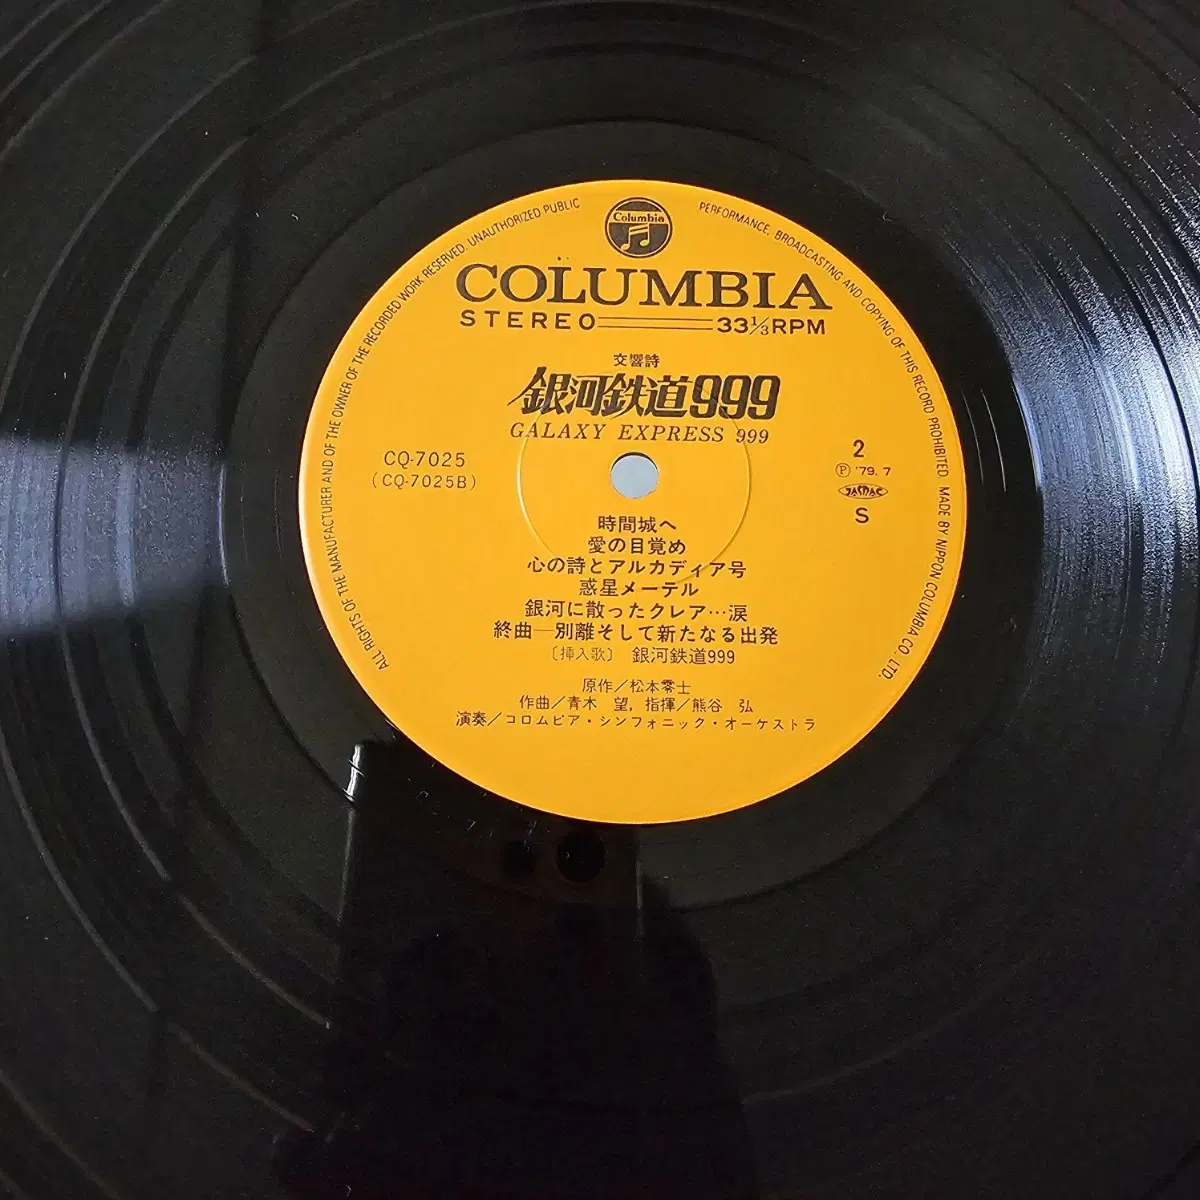 ALL RIGHTS OF THE MANUFACTURER AND OF THE OWNER OF THE RECORDED WORK RESERVED. UNAUTHORIZED PUBLIC PERFORMANCE, BROADCASTING AND COPYING OF THIS RECORD PROHIBITED. MADE BY NIPPON COLUMBIA CO., LTD.
Columbia
COLUMBIA
STEREO 33 1/3 RPM
交響詩
銀河鉄道999
GALAXY EXPRESS 999
CQ-7025
(CQ-7025B)
2
Ⓟ '79. 7
JASRAC
S
時間城へ
愛の目覚め
心の詩とアルカディア号
惑星メーテル
銀河に散ったクレア…涙
終曲—別離そして新たなる出発
〔挿入歌〕 銀河鉄道999
原作/松本零士
作曲/青木 望, 指揮/熊谷 弘
演奏/コロムビア・シンフォニック・オーケストラ